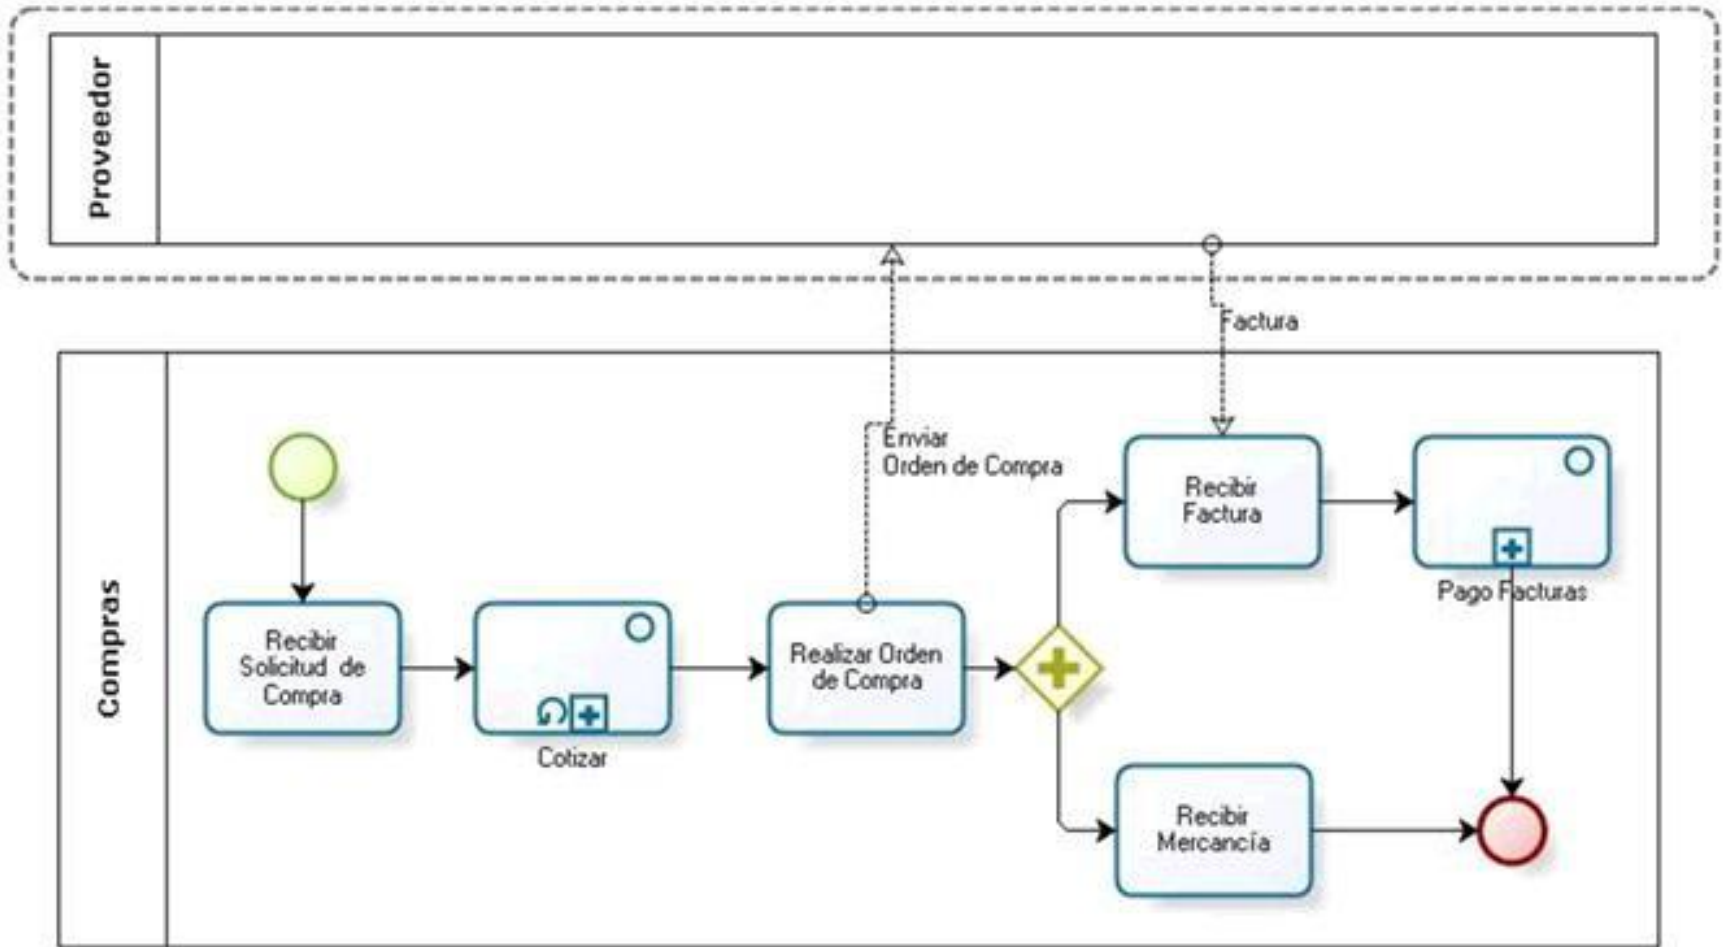 Proveedor
Factura
Enviar
Orden de Compra
Compras
Recibir
Solicitud de
Compra
Cotizar
Realizar Orden
de Compra
Recibir
Factura
Pago Facturas
Recibir
Mercancía